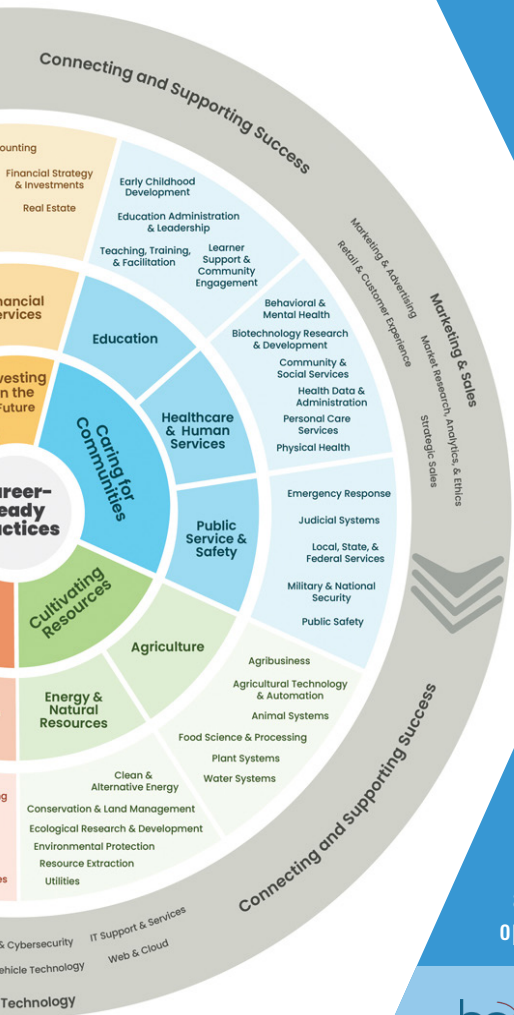 Connecting and Supporting Success
ounting
Financial Strategy
& Investments
Real Estate
Early Childhood
Development
Education Administration
& Leadership
Teaching, Training,
& Facilitation
Learner
Support &
Community
Engagement
nancial
ervices
Education
Behavioral &
Mental Health
Biotechnology Research
& Development
Community &
Social Services
Health Data &
Administration
Personal Care
Services
Physical Health
Marketing & Advertising
Retail & Customer Experience
Marketing & Sales
Market Research, Analytics, & Ethics
Strategic Sales
vesting
n the
Future
Caring for
Communities
Healthcare
& Human
Services
areer-
eady
actices
Public
Service &
Safety
Emergency Response
Judicial Systems
Local, State, &
Federal Services
Military & National
Security
Public Safety
Cultivating
Resources
Agriculture
Agribusiness
Agricultural Technology
& Automation
Animal Systems
Food Science & Processing
Plant Systems
Water Systems
Energy &
Natural
Resources
Clean &
Alternative Energy
Conservation & Land Management
Ecological Research & Development
Environmental Protection
Resource Extraction
Utilities
ng
es
Connecting and Supporting Success
& Cybersecurity
IT Support & Services
ehicle Technology
Web & Cloud
Technology